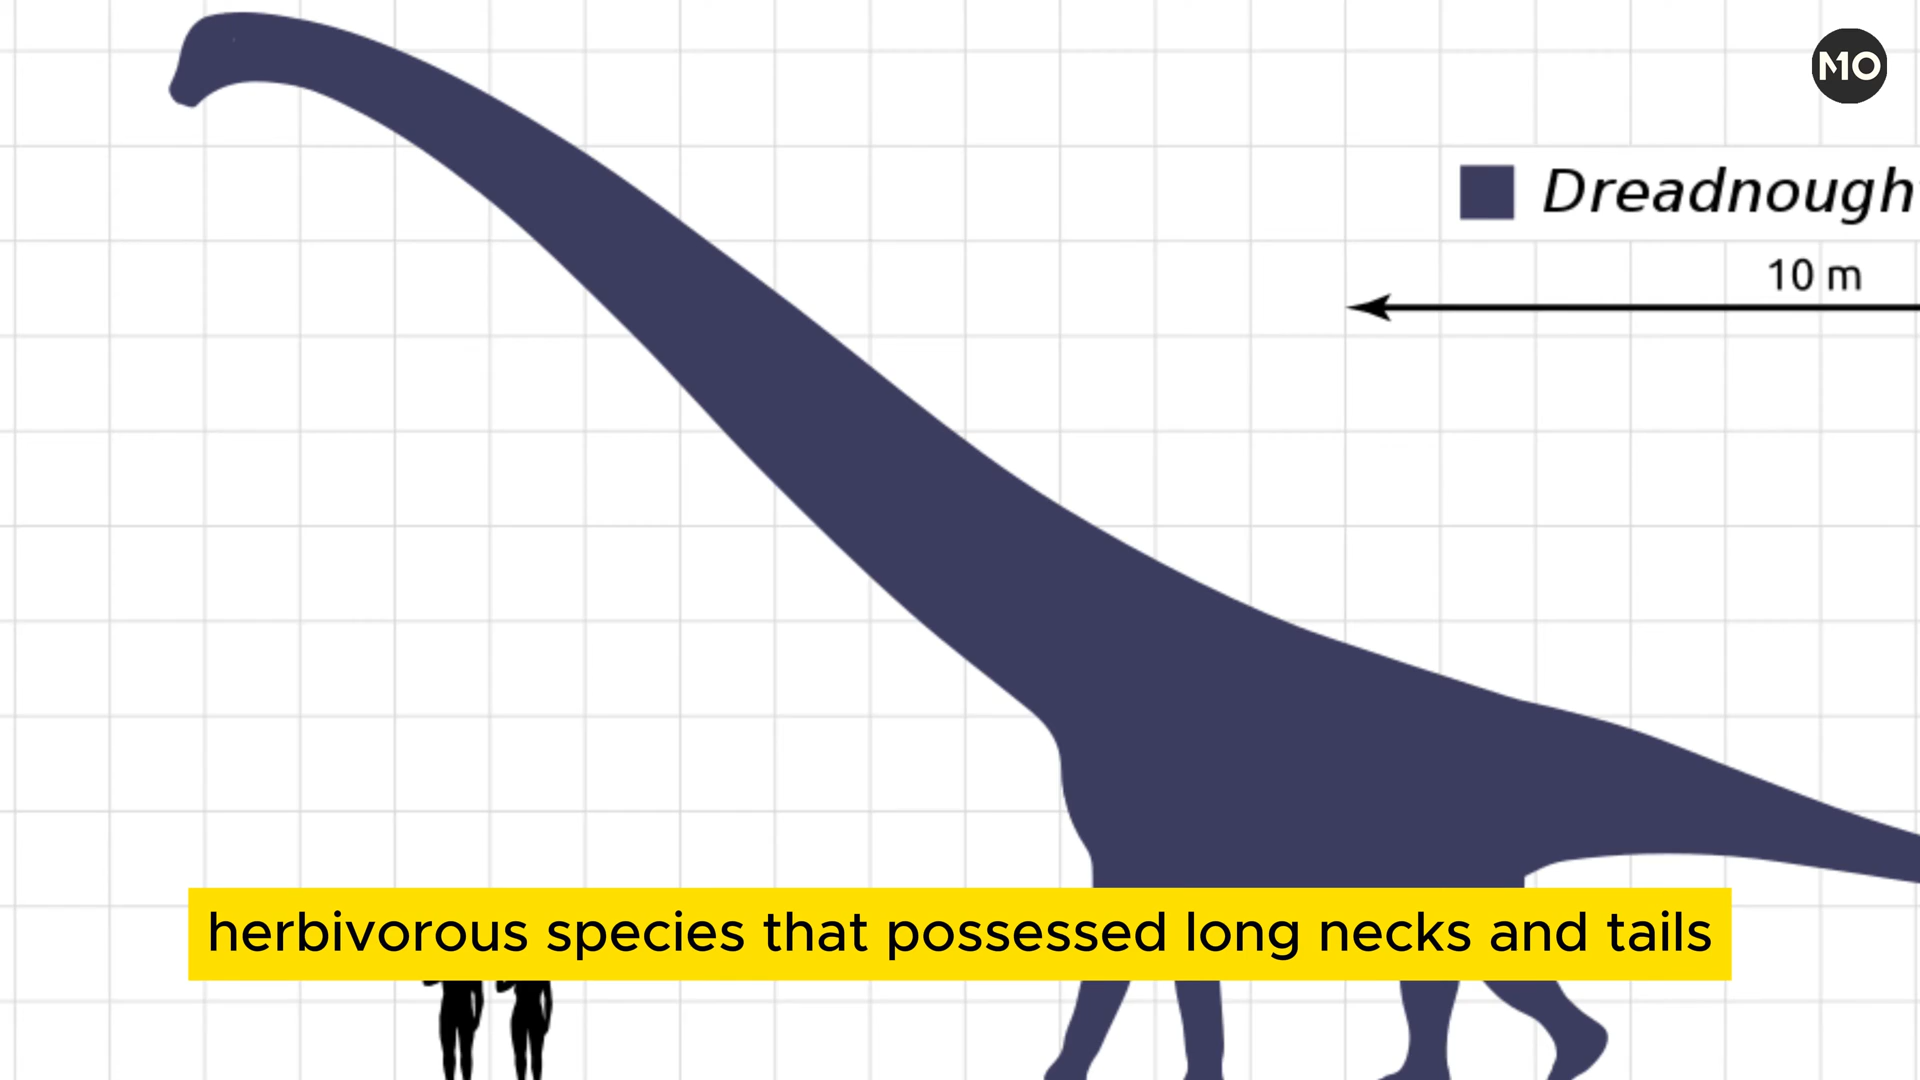 MO
Dreadnough
10 m
herbivorous species that possessed long necks and tails